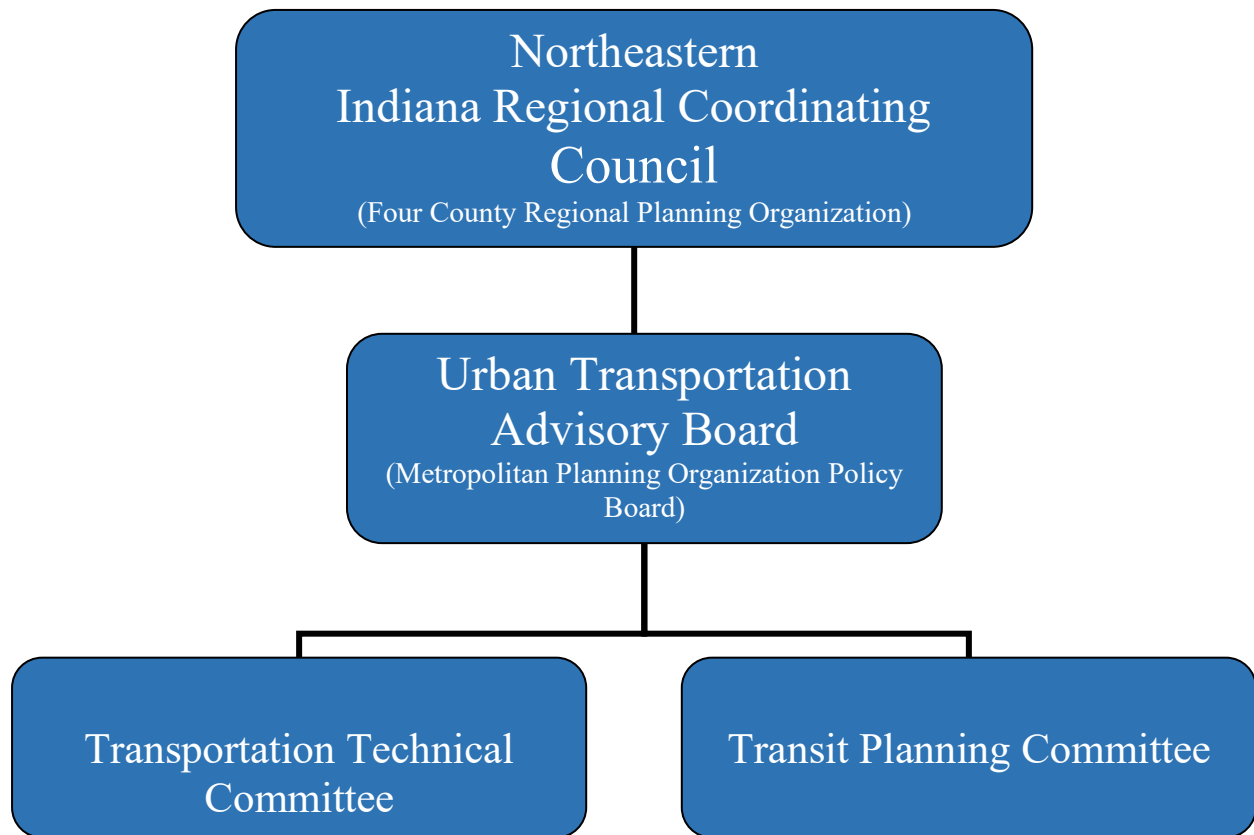 Northeastern
Indiana Regional Coordinating
Council
(Four County Regional Planning Organization)
Urban Transportation
Advisory Board
(Metropolitan Planning Organization Policy
Board)
Transportation Technical
Committee
Transit Planning Committee